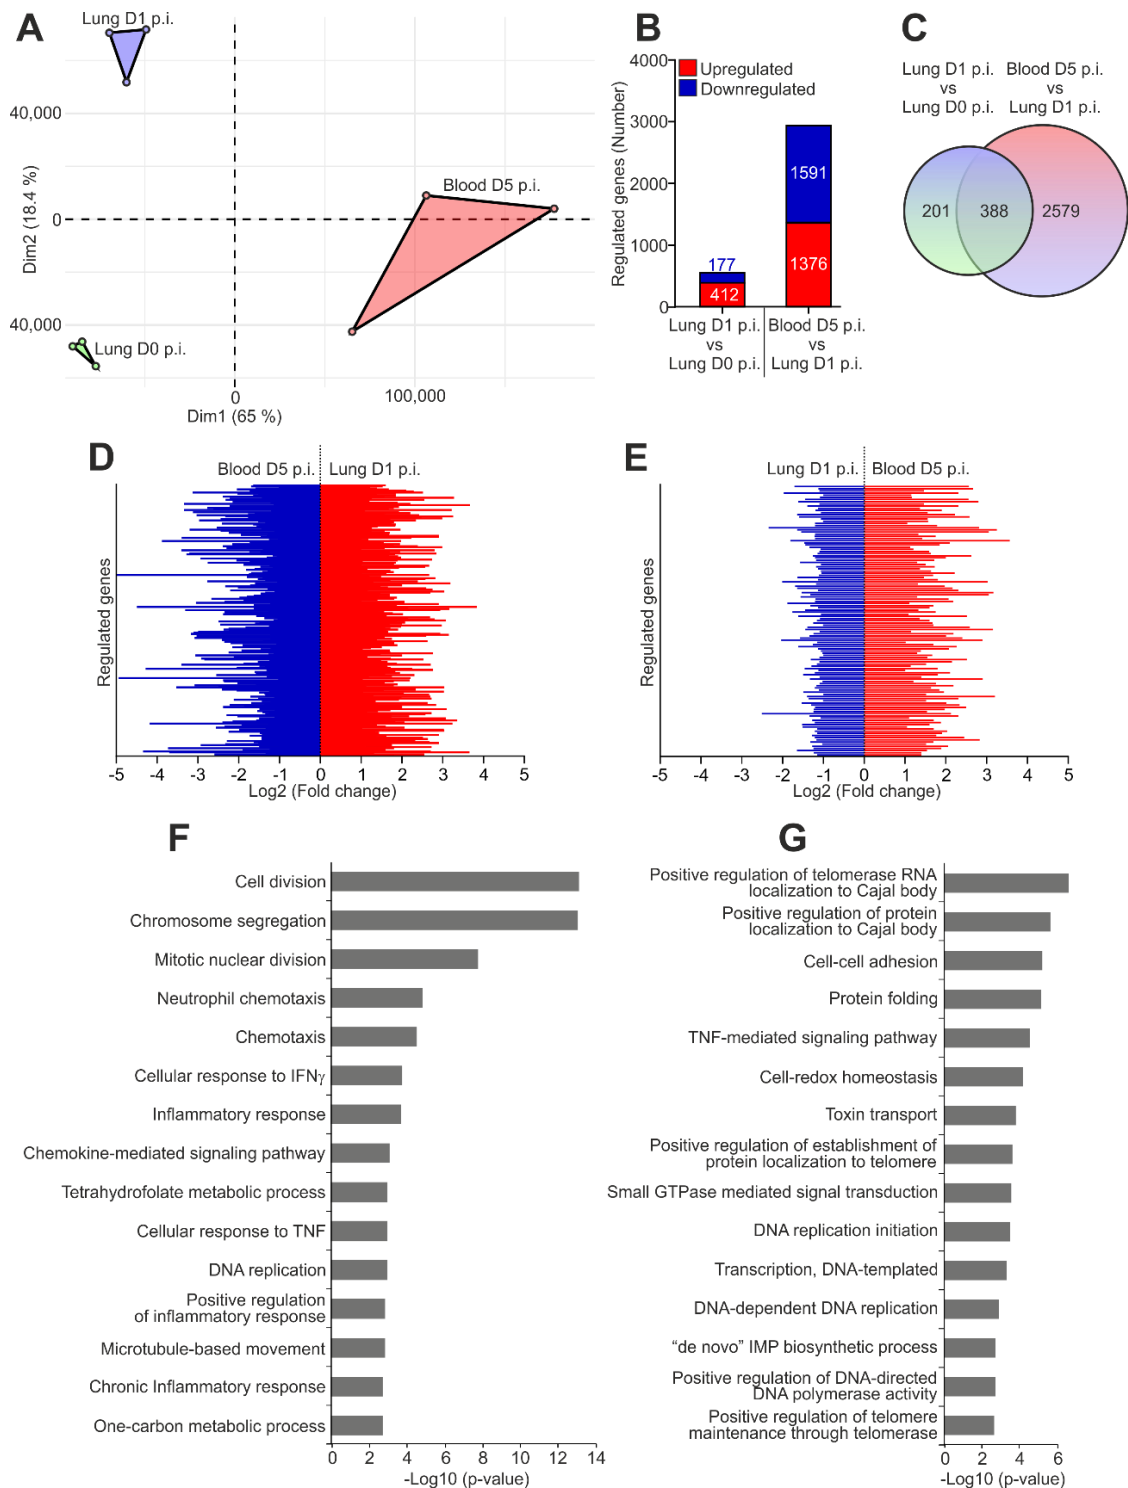 A
Lung D1 p.i.
Blood D5 p.i.
Lung D0 p.i.
40,000
0
40,000
Dim2 (18.4 %)
0
100,000
Dim1 (65 %)
B
4000
3000
2000
1000
0
Regulated genes (Number)
Upregulated
Downregulated
177
412
1591
1376
Lung D1 p.i.
vs
Lung D0 p.i.
Blood D5 p.i.
vs
Lung D1 p.i.
C
Lung D1 p.i.
vs
Lung D0 p.i.
Blood D5 p.i.
vs
Lung D1 p.i.
201
388
2579
D
Blood D5 p.i.
Lung D1 p.i.
Regulated genes
-5 -4 -3 -2 -1 0 1 2 3 4 5
Log2 (Fold change)
E
Lung D1 p.i.
Blood D5 p.i.
Regulated genes
-5 -4 -3 -2 -1 0 1 2 3 4 5
Log2 (Fold change)
F
Cell division
Chromosome segregation
Mitotic nuclear division
Neutrophil chemotaxis
Chemotaxis
Cellular response to IFNγ
Inflammatory response
Chemokine-mediated signaling pathway
Tetrahydrofolate metabolic process
Cellular response to TNF
DNA replication
Positive regulation
of inflammatory response
Microtubule-based movement
Chronic Inflammatory response
One-carbon metabolic process
0 2 4 6 8 10 12 14
-Log10 (p-value)
G
Positive regulation of telomerase RNA
localization to Cajal body
Positive regulation of protein
localization to Cajal body
Cell-cell adhesion
Protein folding
TNF-mediated signaling pathway
Cell-redox homeostasis
Toxin transport
Positive regulation of establishment of
protein localization to telomere
Small GTPase mediated signal transduction
DNA replication initiation
Transcription, DNA-templated
DNA-dependent DNA replication
“de novo” IMP biosynthetic process
Positive regulation of DNA-directed
DNA polymerase activity
Positive regulation of telomere
maintenance through telomerase
0 2 4 6
-Log10 (p-value)